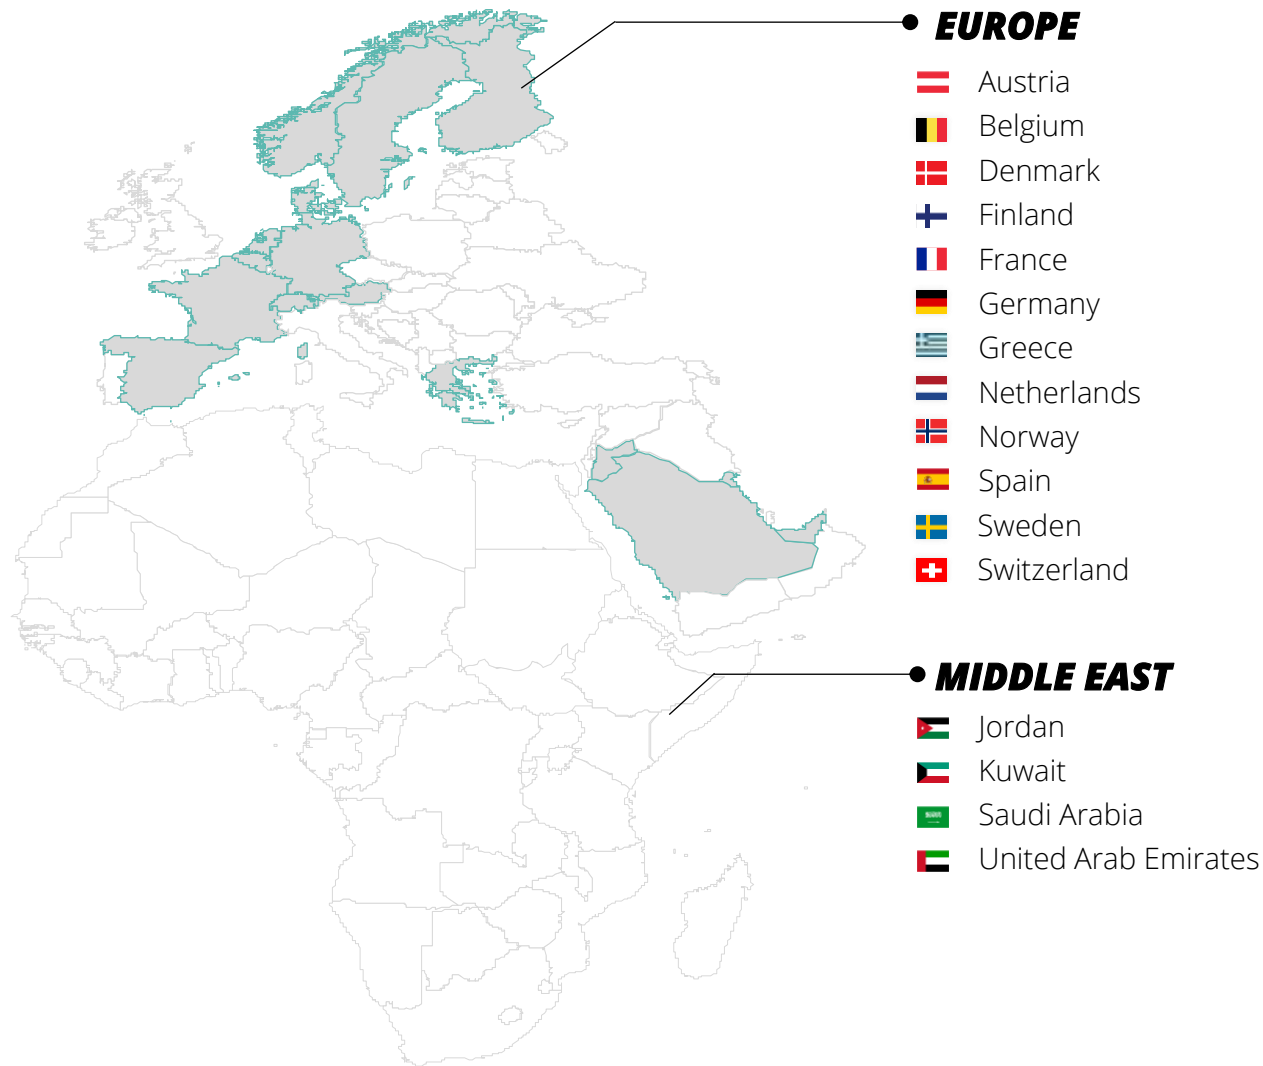 EUROPE
Austria
Belgium
Denmark
Finland
France
Germany
Greece
Netherlands
Norway
Spain
Sweden
Switzerland
MIDDLE EAST
Jordan
Kuwait
Saudi Arabia
United Arab Emirates